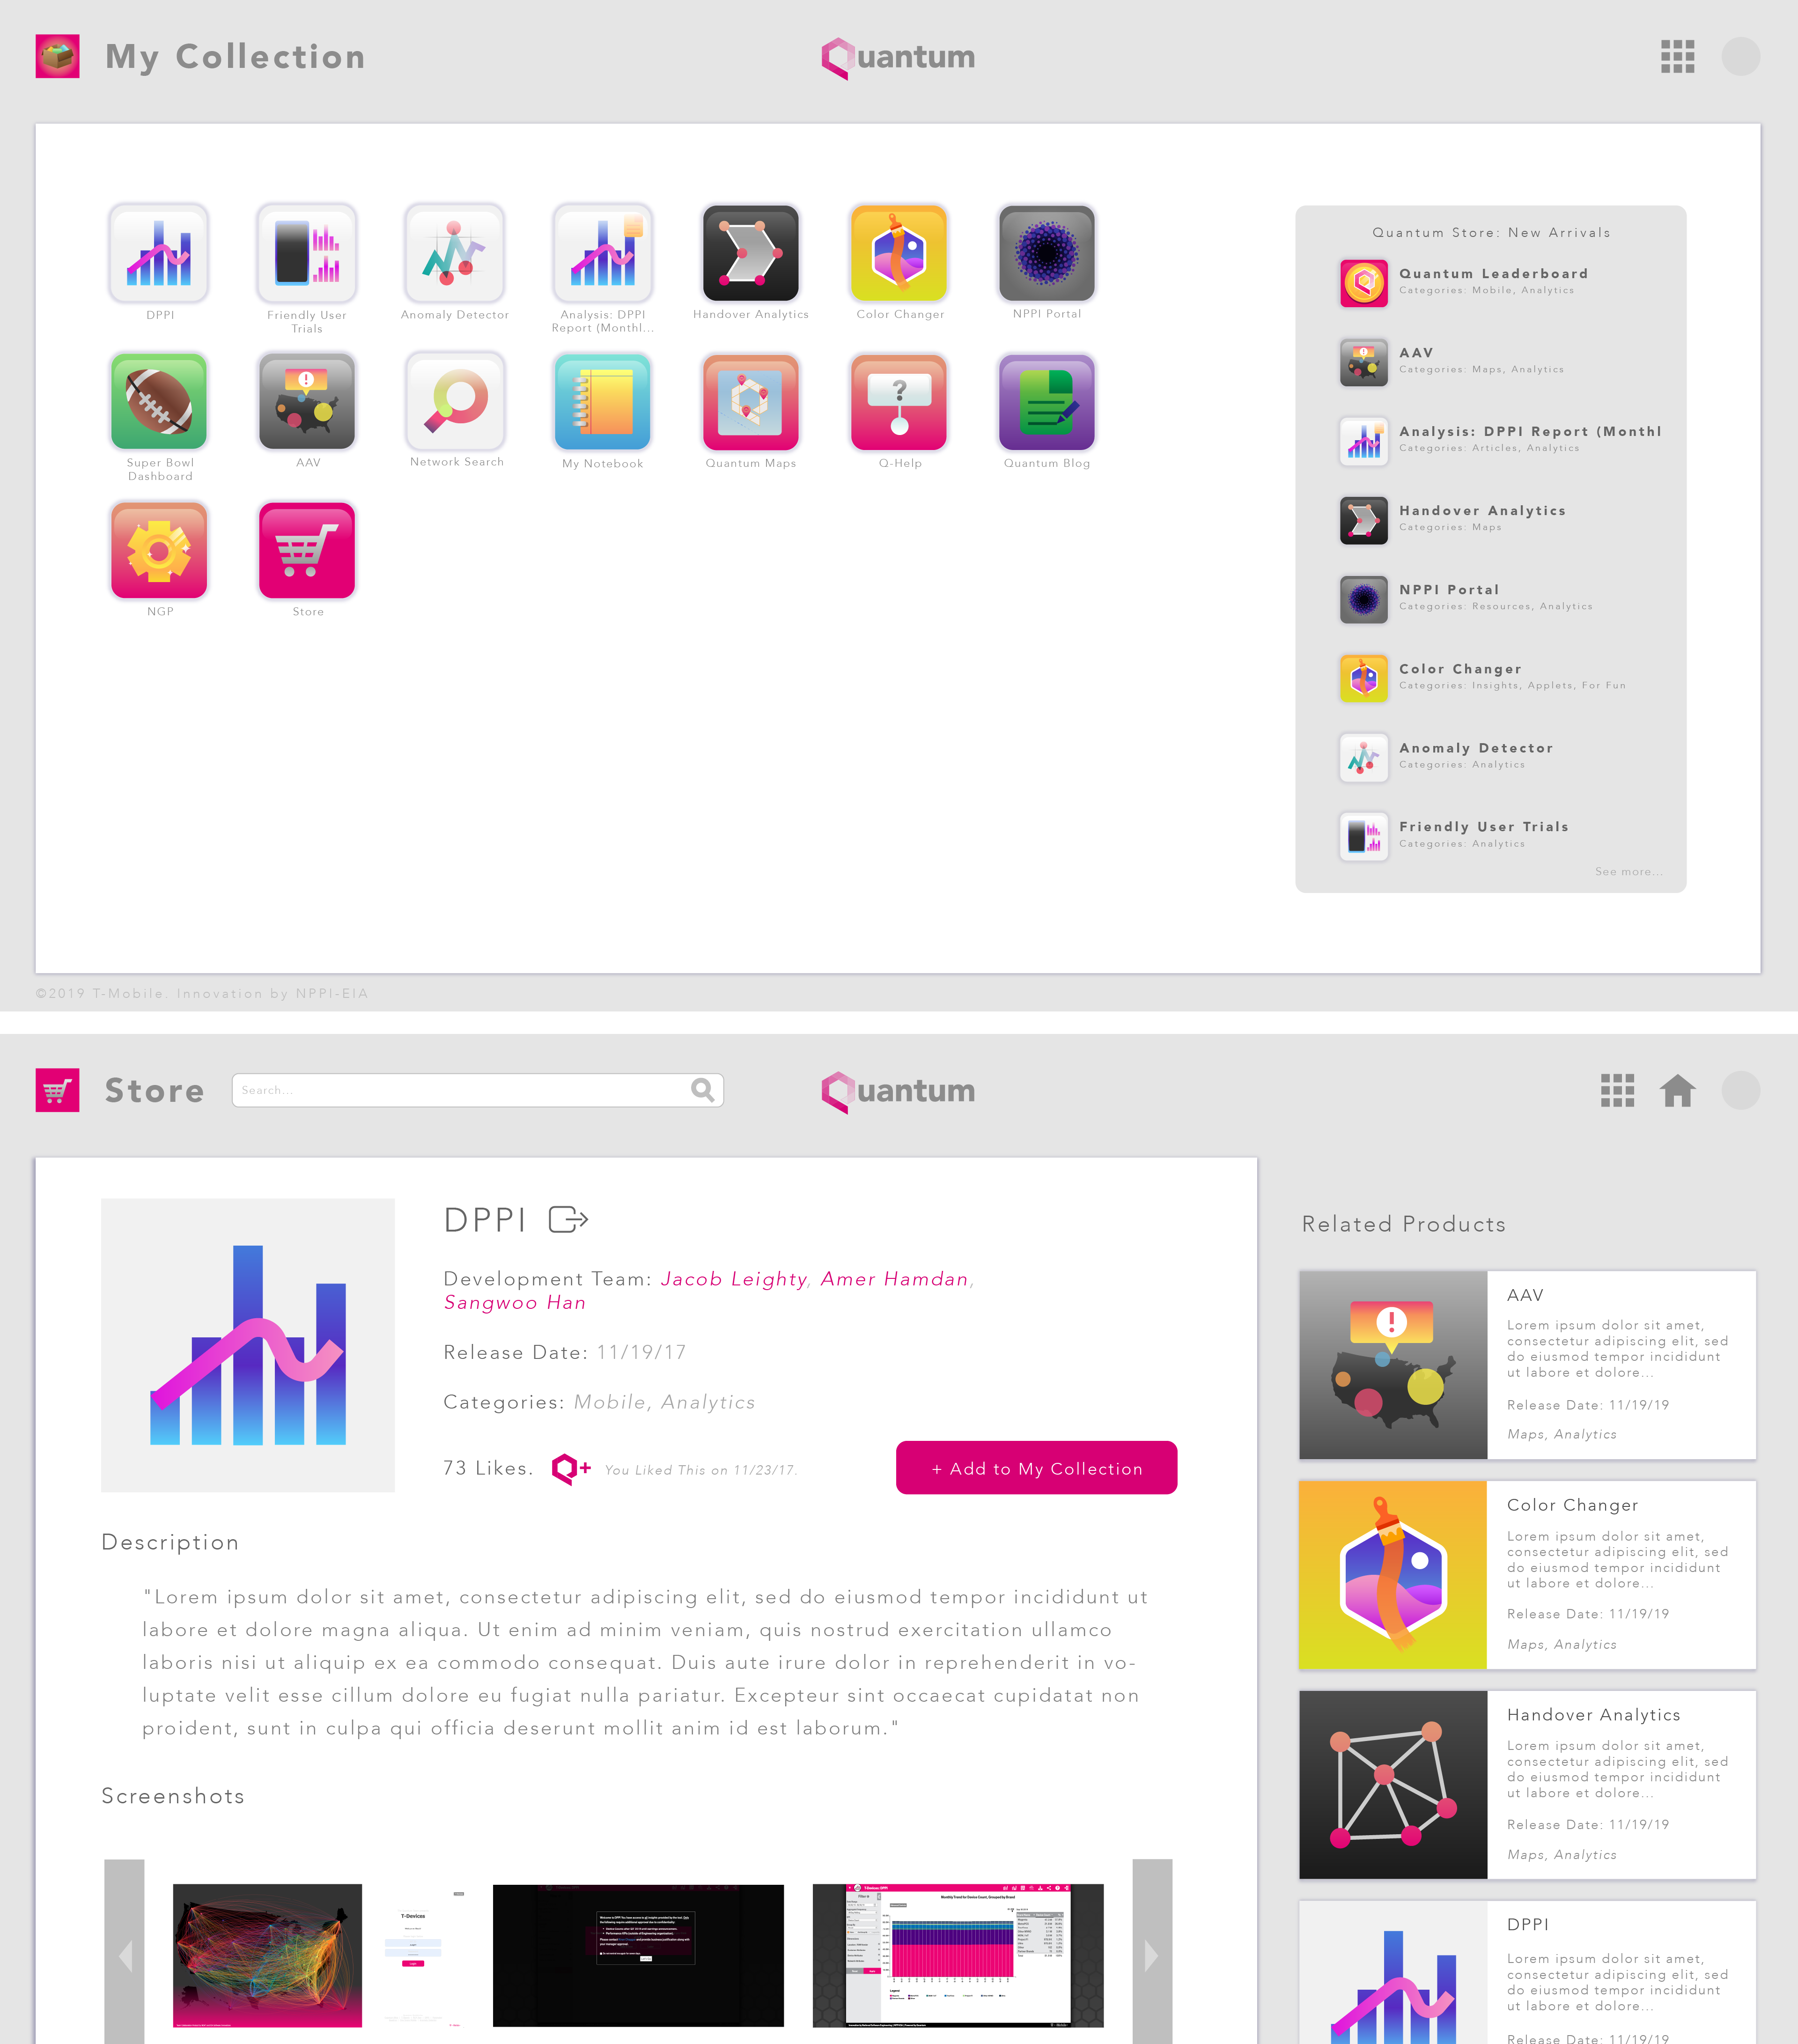 My Collection
Quantum
DPPI
Friendly User
Trials
Anomaly Detector
Analysis: DPPI
Report (Monthl...
Handover Analytics
Color Changer
NPPI Portal
Super Bowl
Dashboard
AAV
Network Search
My Notebook
Quantum Maps
Q-Help
Quantum Blog
NGP
Store
Quantum Store: New Arrivals
Quantum Leaderboard
Categories: Mobile, Analytics
AAV
Categories: Maps, Analytics
Analysis: DPPI Report (Monthl
Categories: Articles, Analytics
Handover Analytics
Categories: Maps
NPPI Portal
Categories: Resources, Analytics
Color Changer
Categories: Insights, Applets, For Fun
Anomaly Detector
Categories: Analytics
Friendly User Trials
Categories: Analytics
See more...
©2019 T-Mobile. Innovation by NPPI-EIA
Store
Search...
Quantum
DPPI
Development Team: Jacob Leighty, Amer Hamdan,
Sangwoo Han
Release Date: 11/19/17
Categories: Mobile, Analytics
73 Likes.
You Liked This on 11/23/17.
+ Add to My Collection
Description
"Lorem ipsum dolor sit amet, consectetur adipiscing elit, sed do eiusmod tempor incididunt ut
labore et dolore magna aliqua. Ut enim ad minim veniam, quis nostrud exercitation ullamco
laboris nisi ut aliquip ex ea commodo consequat. Duis aute irure dolor in reprehenderit in vo-
luptate velit esse cillum dolore eu fugiat nulla pariatur. Excepteur sint occaecat cupidatat non
proident, sunt in culpa qui officia deserunt mollit anim id est laborum."
Screenshots
T-Devices
Monthly Trend for Device Count, Grouped by Brand
Related Products
AAV
Lorem ipsum dolor sit amet,
consectetur adipiscing elit, sed
do eiusmod tempor incididunt
ut labore et dolore...
Release Date: 11/19/19
Maps, Analytics
Color Changer
Lorem ipsum dolor sit amet,
consectetur adipiscing elit, sed
do eiusmod tempor incididunt
ut labore et dolore...
Release Date: 11/19/19
Maps, Analytics
Handover Analytics
Lorem ipsum dolor sit amet,
consectetur adipiscing elit, sed
do eiusmod tempor incididunt
ut labore et dolore...
Release Date: 11/19/19
Maps, Analytics
DPPI
Lorem ipsum dolor sit amet,
consectetur adipiscing elit, sed
do eiusmod tempor incididunt
ut labore et dolore...
Release Date: 11/19/19